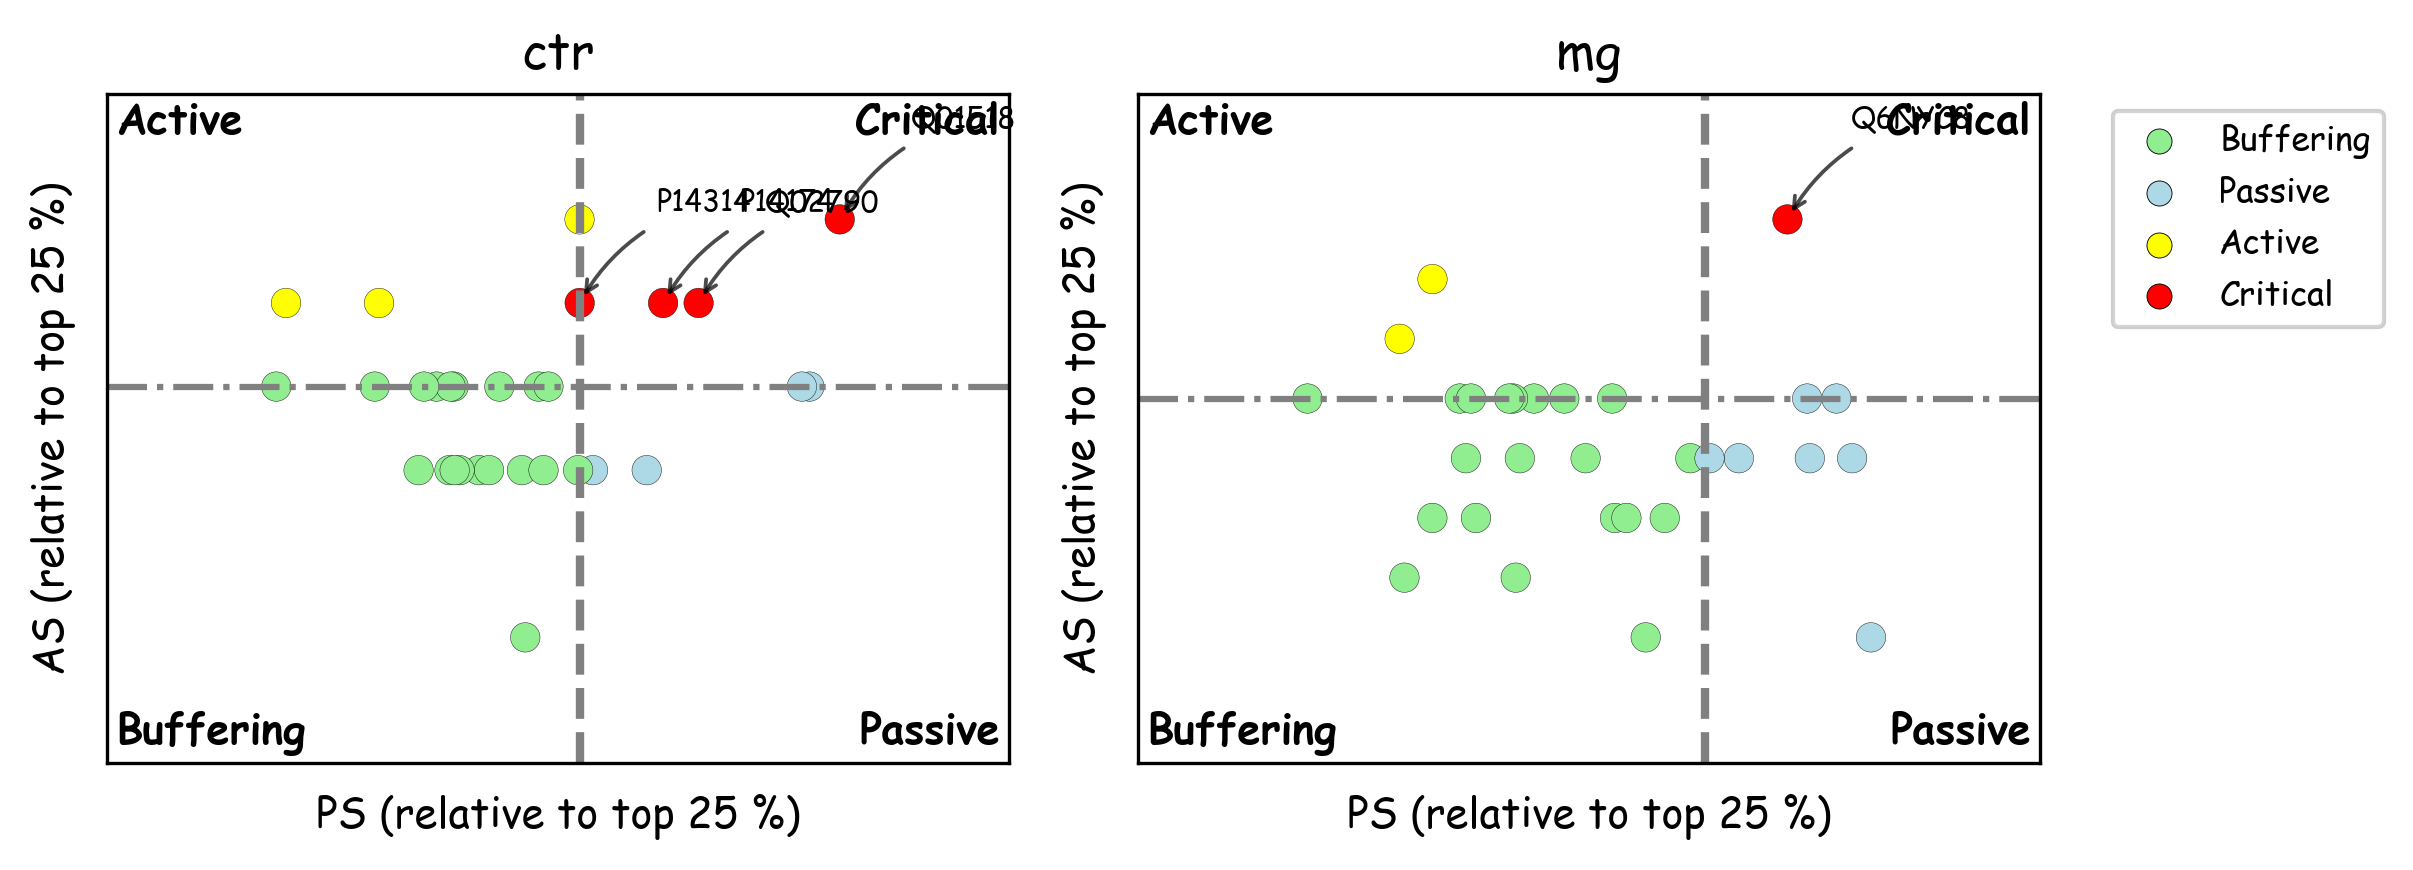 ctr
Active
Critical
P14314
AS (relative to top 25 %)
Buffering
Passive
PS (relative to top 25 %)
mg
Active
Critical
AS (relative to top 25 %)
Buffering
Passive
PS (relative to top 25 %)
Buffering
Passive
Active
Critical